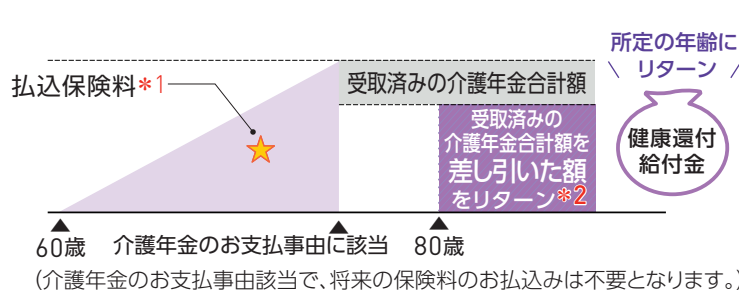 所定の年齢に
リターン
払込保険料*1
受取済みの介護年金合計額
受取済みの
介護年金合計額を
差し引いた額
をリターン*2
健康還付
給付金
60歳 介護年金のお支払事由に該当 80歳
(介護年金のお支払事由該当で、将来の保険料のお払込みは不要となります。)